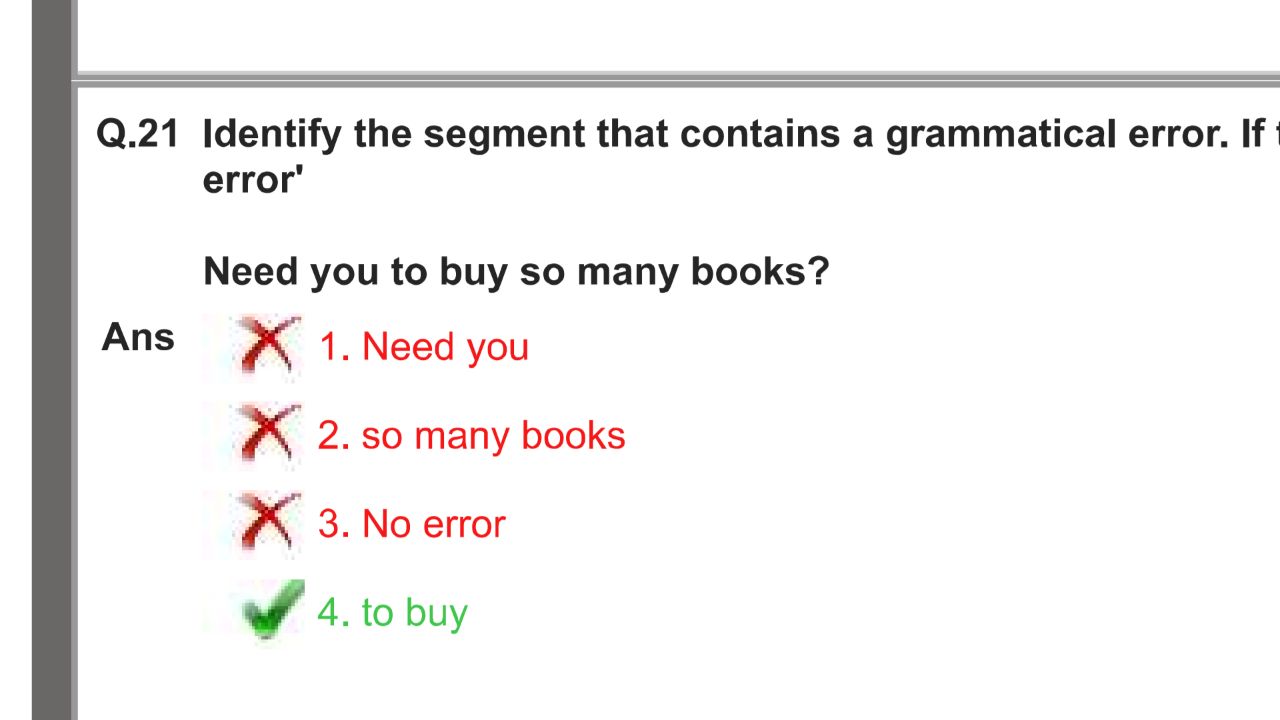 Q.21 Identify the segment that contains a grammatical error. If
error'
Need you to buy so many books?
Ans
1. Need you
2. so many books
3. No error
4. to buy